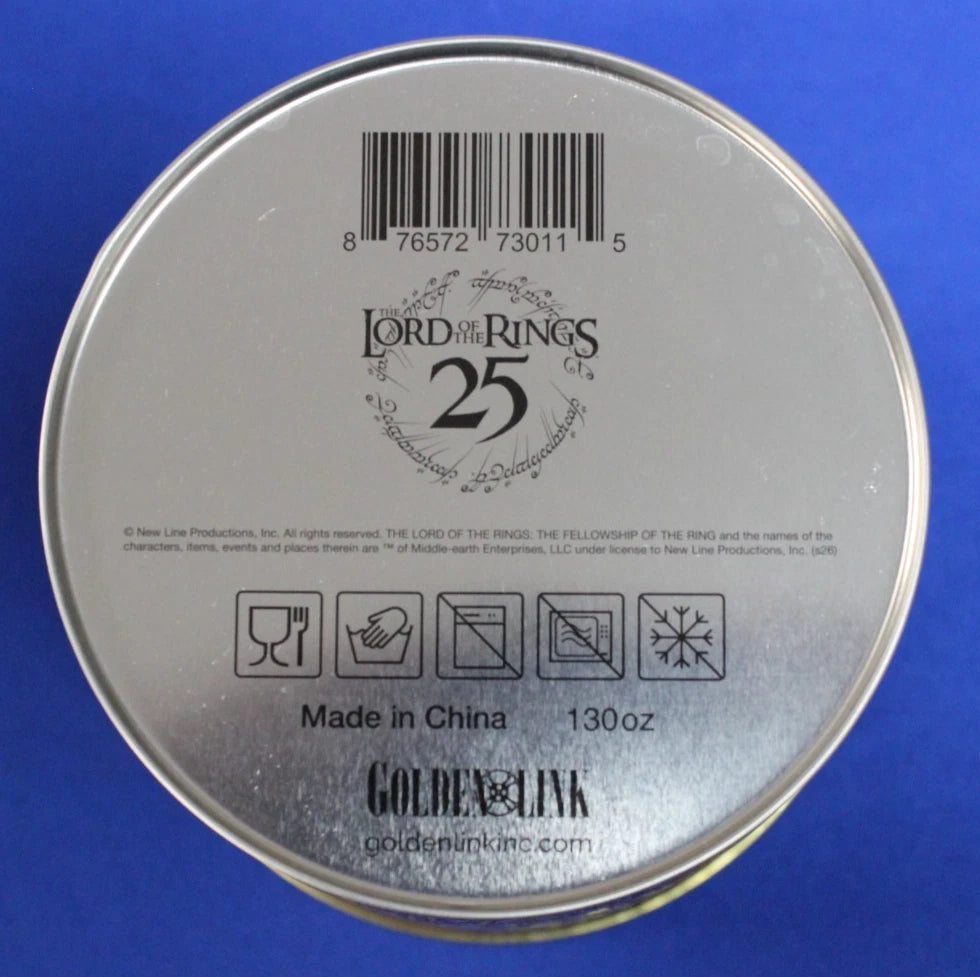 8 76572 73011 5
THE LORD OF THE RINGS
25
© New Line Productions, Inc. All rights reserved. THE LORD OF THE RINGS: THE FELLOWSHIP OF THE RING and the names of the
characters, items, events and places therein are ™ of Middle-earth Enterprises, LLC under license to New Line Productions, Inc. (s26)
Made in China 130oz
GOLDEN LINK
goldenlinkinc.com